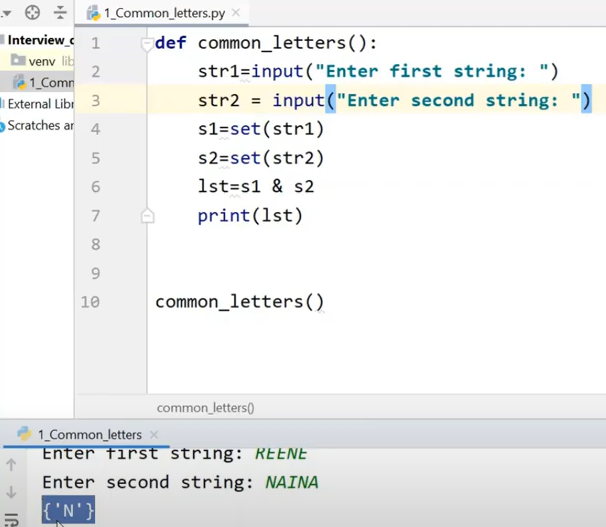 1_Common_letters.py ×
Interview_c
venv lib
1_Comm
External Libr
Scratches ar
1 def common_letters():
2 str1=input("Enter first string: ")
3 str2 = input("Enter second string: ")
4 s1=set(str1)
5 s2=set(str2)
6 lst=s1 & s2
7 print(lst)
8
9
10 common_letters()
common_letters()
1_Common_letters ×
Enter first string: REENE
Enter second string: NAINA
{'N'}